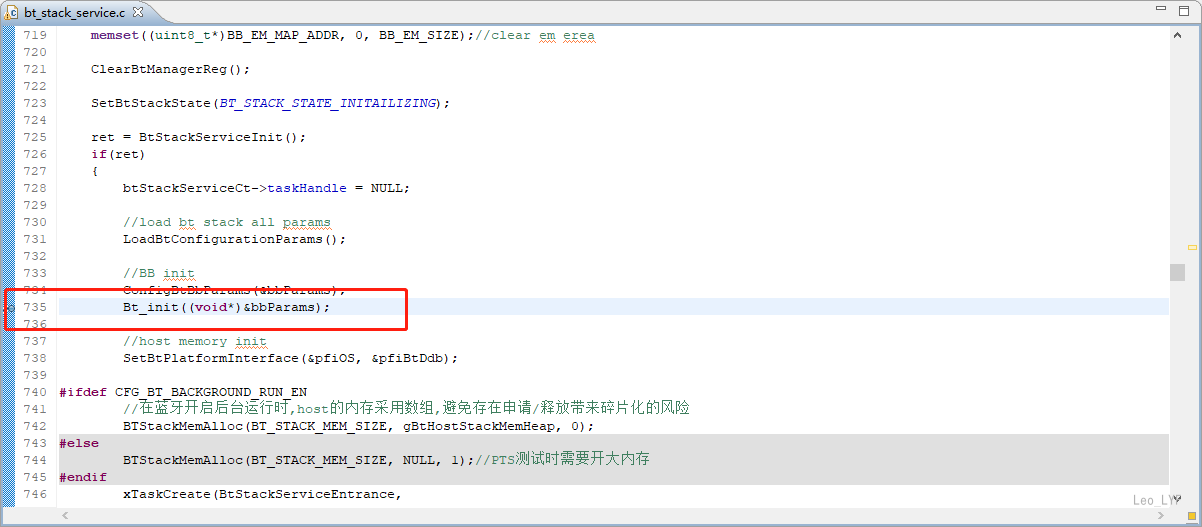 bt_stack_service.c
719 memset((uint8_t*)BB_EM_MAP_ADDR, 0, BB_EM_SIZE);//clear em erea
720
721 ClearBtManagerReg();
722
723 SetBtStackState(BT_STACK_STATE_INITAILIZING);
724
725 ret = BtStackServiceInit();
726 if(ret)
727 {
728 btStackServiceCt->taskHandle = NULL;
729
730 //load bt stack all params
731 LoadBtConfigurationParams();
732
733 //BB init
734 ConfigBtBbParams(&bbParams);
735 Bt_init((void*)&bbParams);
736
737 //host memory init
738 SetBtPlatformInterface(&pfiOS, &pfiBtDdb);
739
740 #ifdef CFG_BT_BACKGROUND_RUN_EN
741 //在蓝牙开启后台运行时,host的内存采用数组,避免存在申请/释放带来碎片化的风险
742 BTStackMemAlloc(BT_STACK_MEM_SIZE, gBtHostStackMemHeap, 0);
743 #else
744 BTStackMemAlloc(BT_STACK_MEM_SIZE, NULL, 1);//PTS测试时需要开大内存
745 #endif
746 xTaskCreate(BtStackServiceEntrance,
Leo_LYP